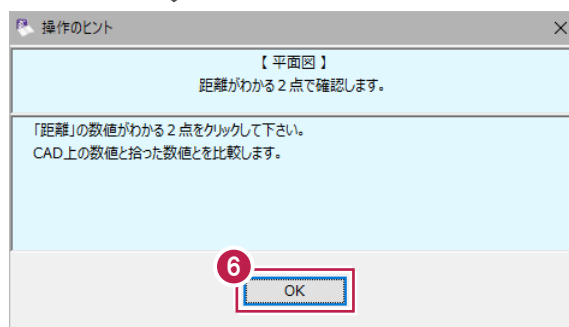 操作のヒント
【 平面図 】
距離がわかる2点で確認します。
「距離」の数値がわかる2点をクリックして下さい。
CAD上の数値と拾った数値とを比較します。
6
OK